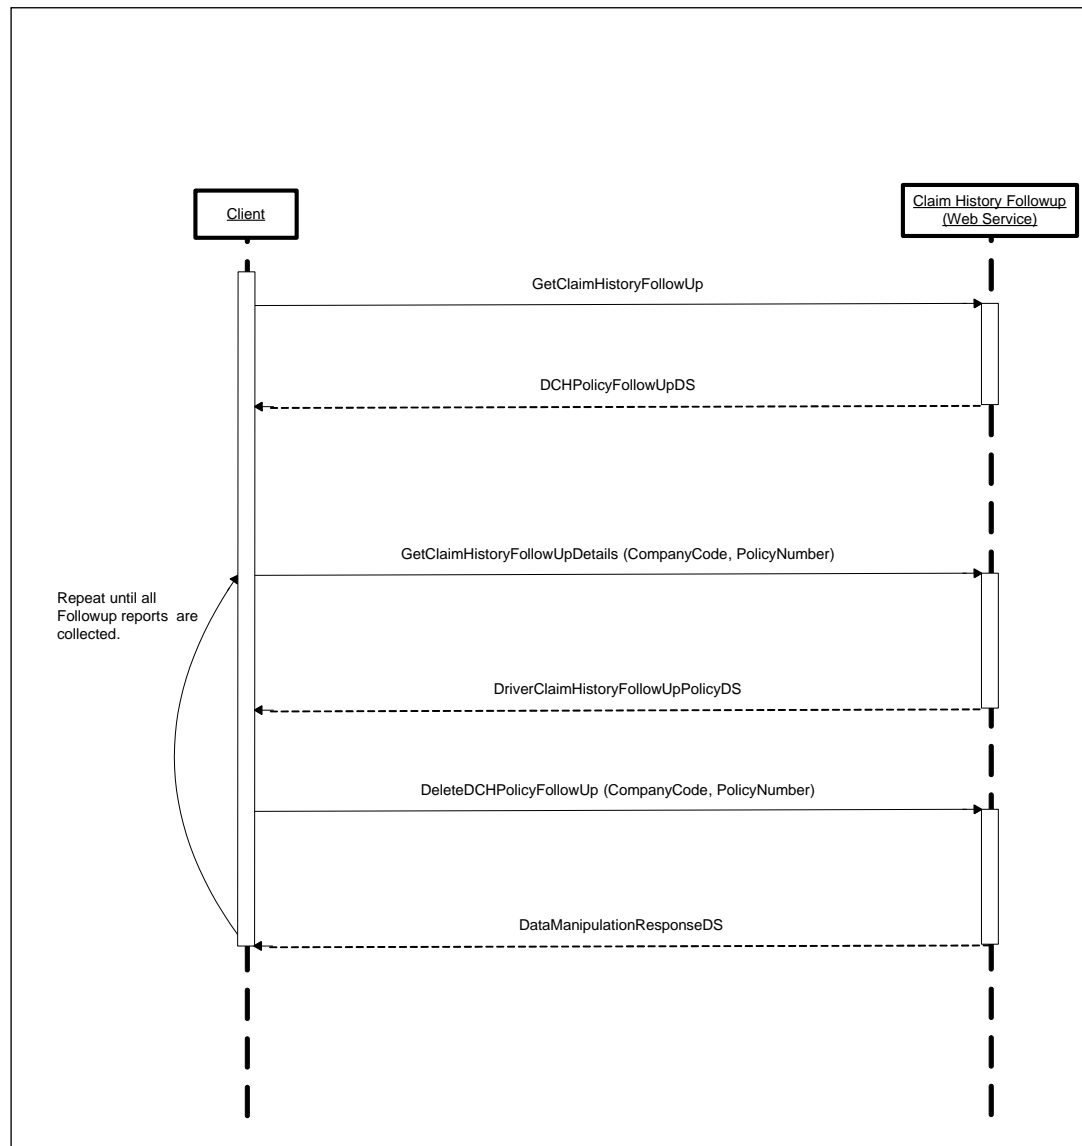 Client
Claim History Followup
(Web Service)
GetClaimHistoryFollowUp
DCHPolicyFollowUpDS
GetClaimHistoryFollowUpDetails (CompanyCode, PolicyNumber)
Repeat until all
Followup reports are
collected.
DriverClaimHistoryFollowUpPolicyDS
DeleteDCHPolicyFollowUp (CompanyCode, PolicyNumber)
DataManipulationResponseDS